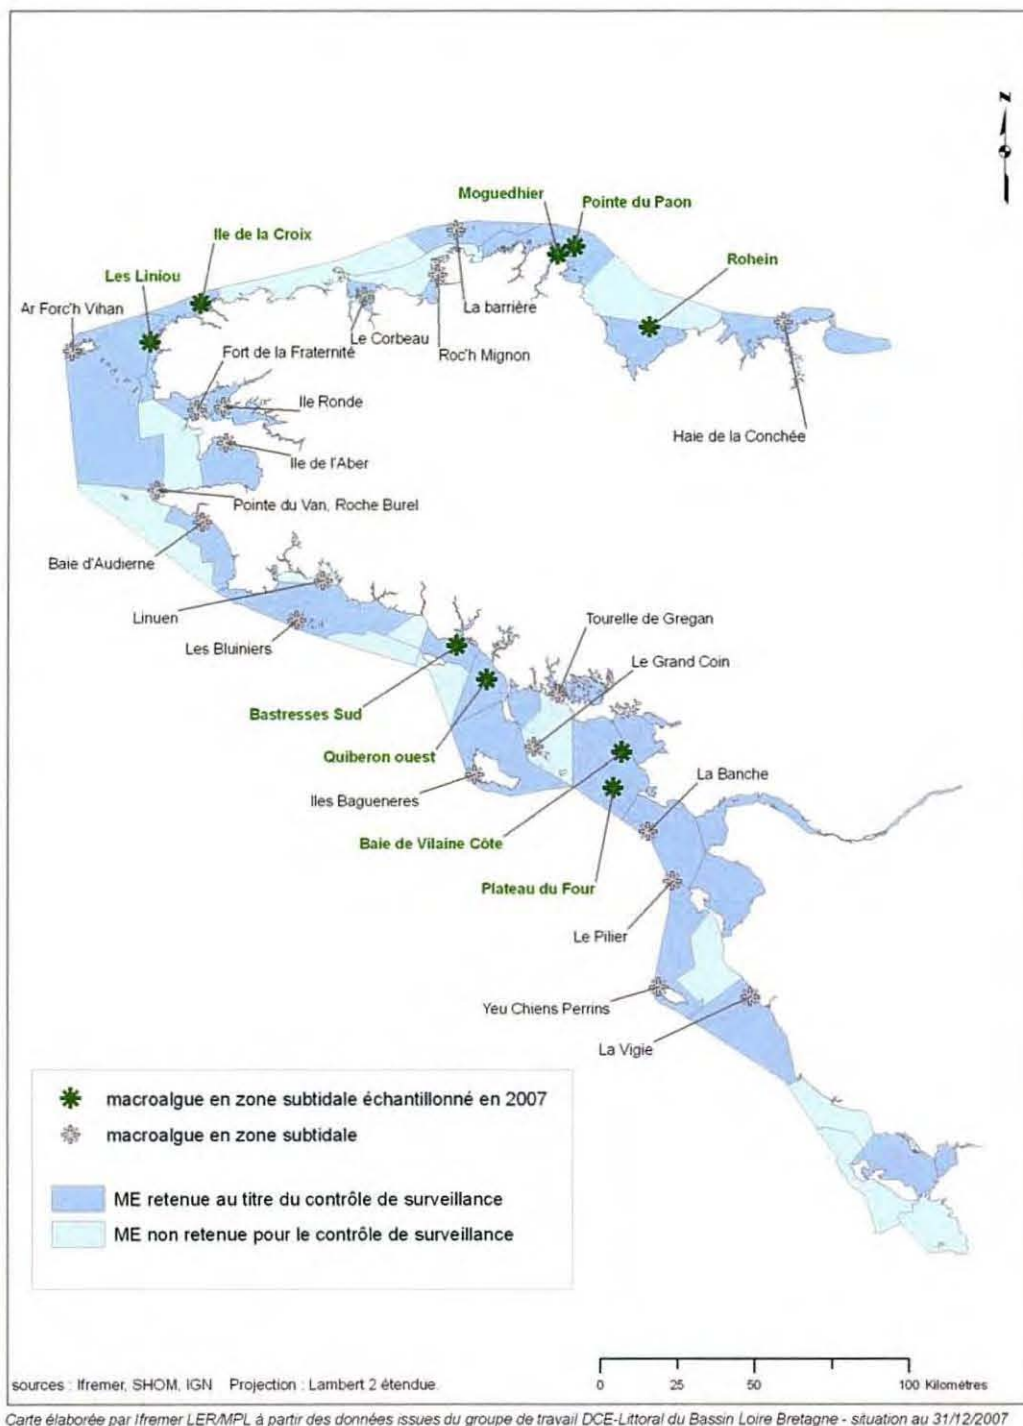 N
Moguedhier
Pointe du Paon
Ile de la Croix
Rohein
Les Liniou
Ar Forc'h Vihan
La barrière
Le Corbeau
Fort de la Fraternité
Roc'h Mignon
Ile Ronde
Haie de la Conchée
Ile de l'Aber
Pointe du Van, Roche Burel
Baie d'Audierne
Linuen
Tourelle de Gregan
Les Bluiniers
Le Grand Coin
Bastresses Sud
Quiberon ouest
La Banche
Iles Bagueneres
Baie de Vilaine Côte
Plateau du Four
Le Pilier
Yeu Chiens Perrins
La Vigie
macroalgue en zone subtidale échantillonné en 2007
macroalgue en zone subtidale
ME retenue au titre du contrôle de surveillance
ME non retenue pour le contrôle de surveillance
sources : Ifremer, SHOM, IGN Projection : Lambert 2 étendue
0 25 50 100 Kilomètres
Carte élaborée par Ifremer LER/MPL à partir des données issues du groupe de travail DCE-Littoral du Bassin Loire Bretagne - situation au 31/12/2007